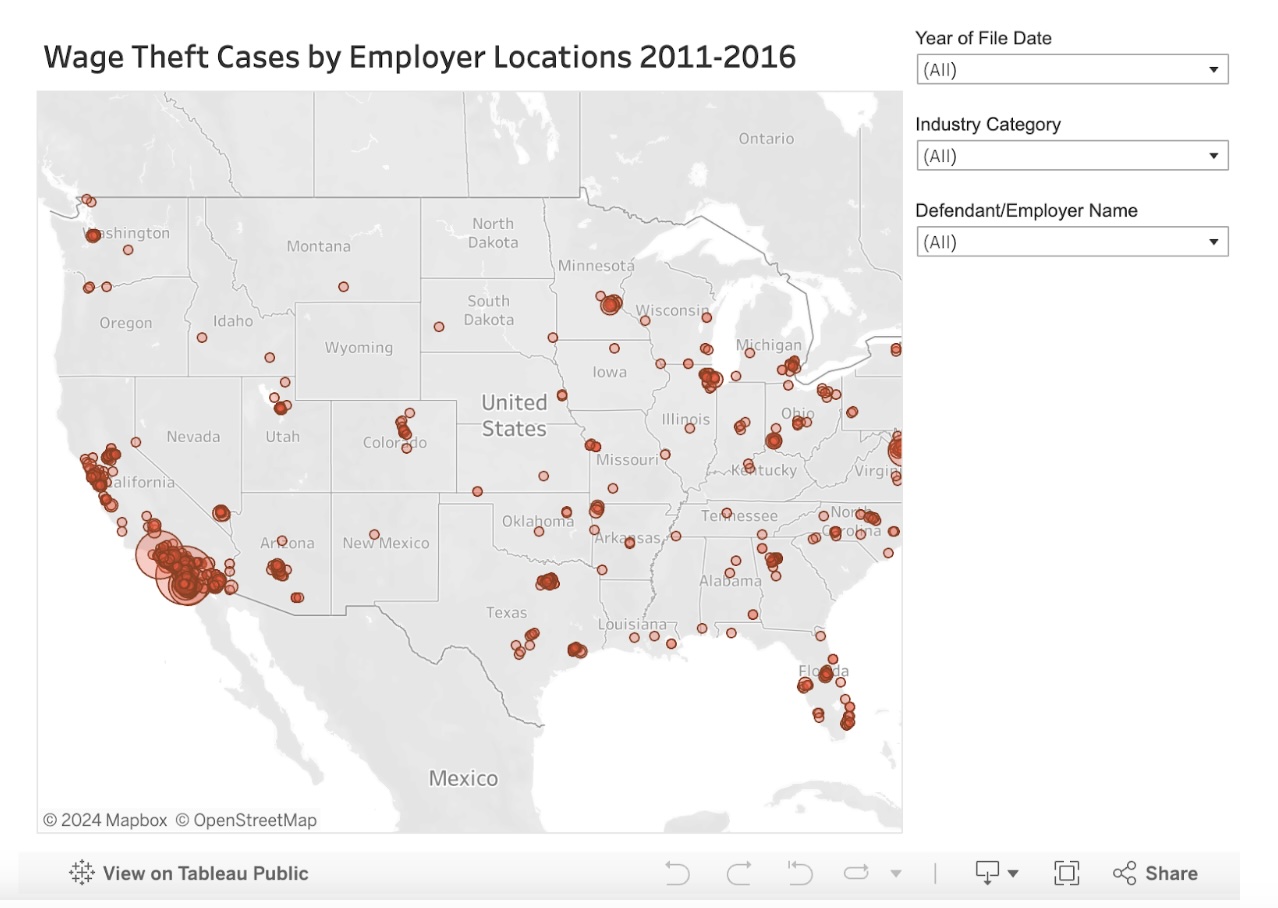 Wage Theft Cases by Employer Locations 2011-2016
Year of File Date
(All)
Industry Category
(All)
Defendant/Employer Name
(All)
Ontario
Washington
Montana
North
Dakota
Minnesota
Oregon
Idaho
South
Dakota
Wisconsin
Wyoming
Michigan
Iowa
United
States
Nevada
Utah
Colorado
Illinois
Ohio
California
Missouri
Kentucky
Virgin
Arizona
New Mexico
Oklahoma
Arkansas
Tennessee
North
Carolina
Alabama
Texas
Louisiana
Florida
Mexico
© 2024 Mapbox © OpenStreetMap
View on Tableau Public
Share